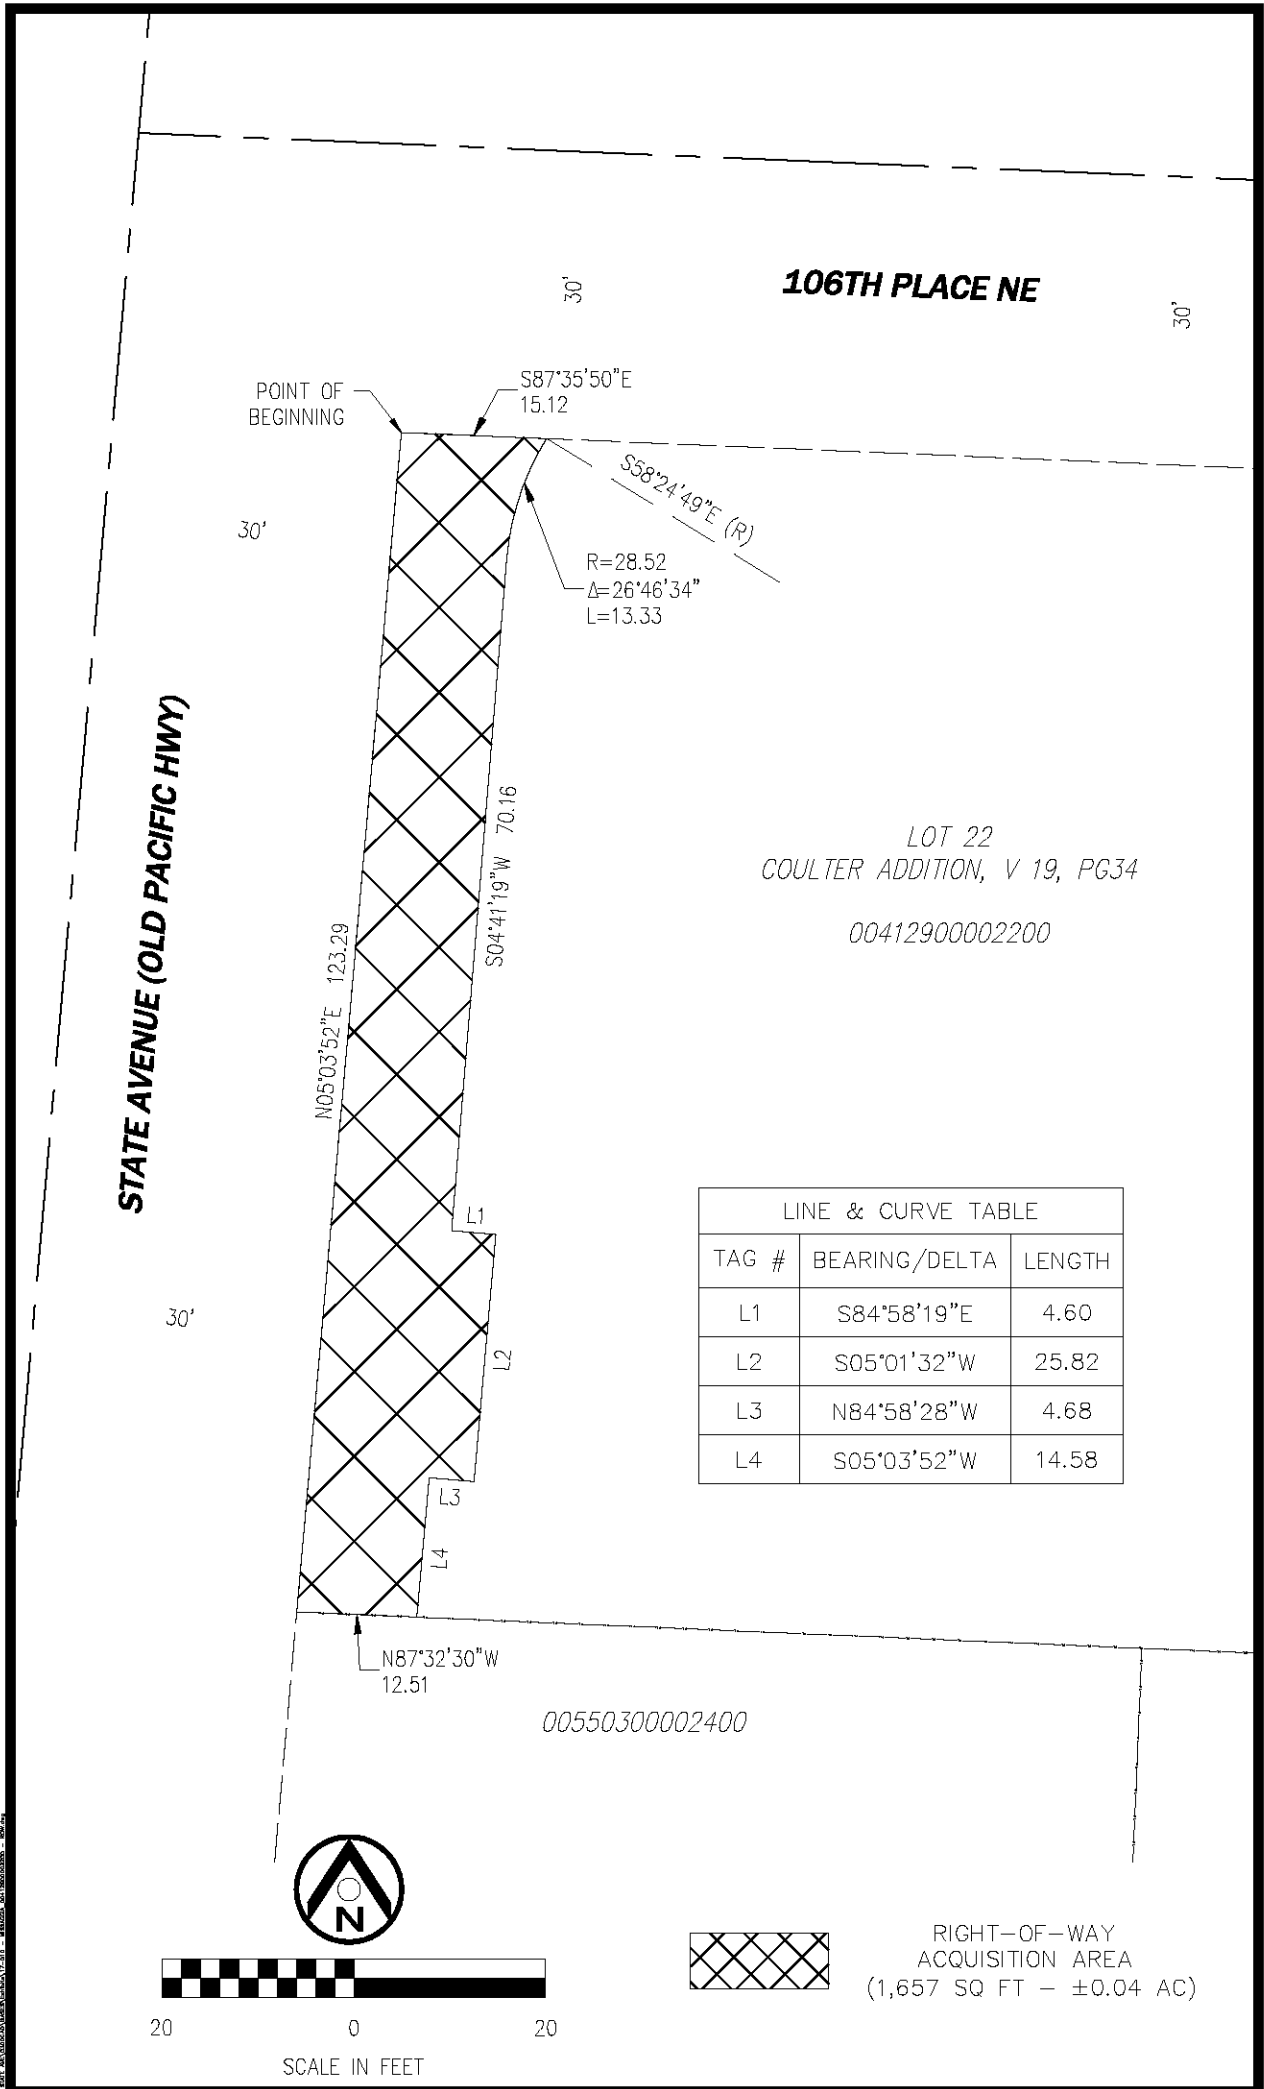 106TH PLACE NE
30'
30'
S87°35'50"E
15.12
POINT OF
BEGINNING
S58°24'49"E (R)
30'
R=28.52
Δ=26°46'34"
L=13.33
STATE AVENUE (OLD PACIFIC HWY)
N05°03'52"E 123.29
S04°41'19"W 70.16
LOT 22
COULTER ADDITION, V 19, PG34
00412900002200
L1
L2
L3
L4
30'
LINE & CURVE TABLE
TAG # BEARING/DELTA LENGTH
L1 S84°58'19"E 4.60
L2 S05°01'32"W 25.82
L3 N84°58'28"W 4.68
L4 S05°03'52"W 14.58
N87°32'30"W
12.51
00550300002400
N
20 0 20
SCALE IN FEET
RIGHT-OF-WAY
ACQUISITION AREA
(1,657 SQ FT - ±0.04 AC)